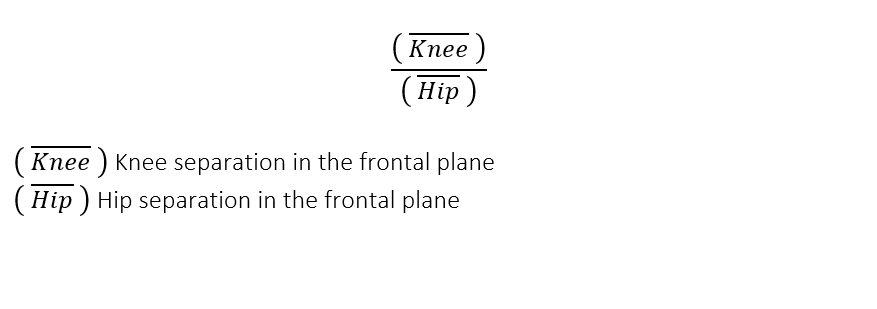 ( Knee )
( Hip )
( Knee ) Knee separation in the frontal plane
( Hip ) Hip separation in the frontal plane